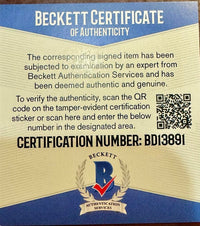 BECKETT CERTIFICATE
OF AUTHENTICITY
The corresponding signed item has been
subjected to examination by an expert from
Beckett Authentication Services and has
been deemed authentic and genuine.
To verify the authenticity, scan the QR
code on the tamper-evident certification
sticker or scan here and enter the below
number in the designated area.
CERTIFICATION NUMBER: BD13891
BECKETT
B
AUTHENTICATION
SERVICES